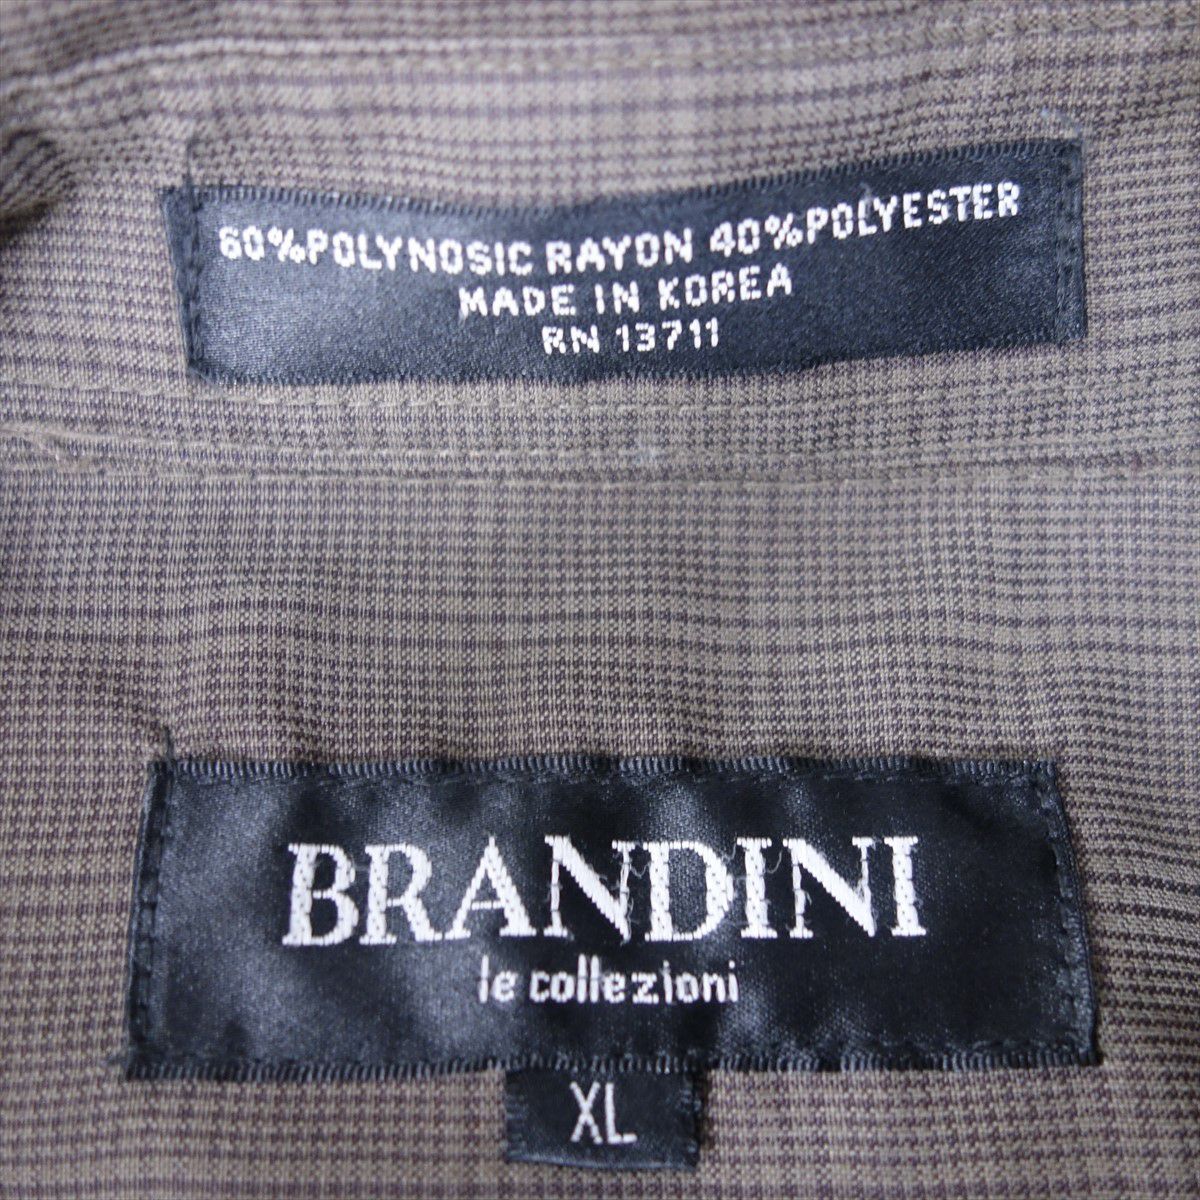 60%POLYNOSIC RAYON 40%POLYESTER
MADE IN KOREA
RN 13711
BRANDINI
le collezioni
XL